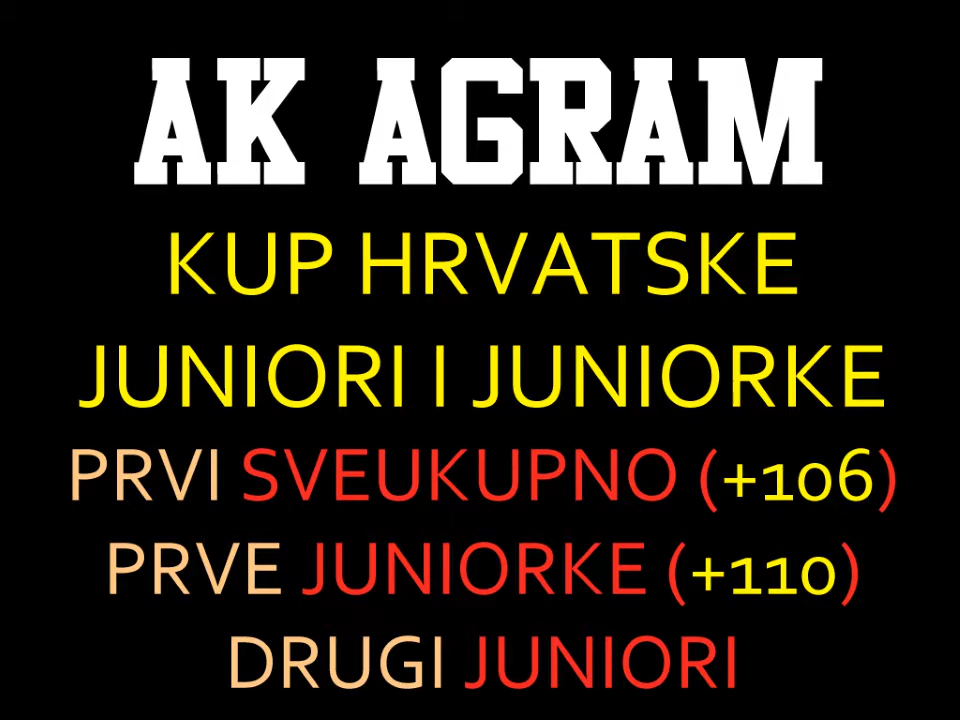 AK AGRAM
KUP HRVATSKE
JUNIORI I JUNIORKE
PRVI SVEUKUPNO (+106)
PRVE JUNIORKE (+110)
DRUGI JUNIORI